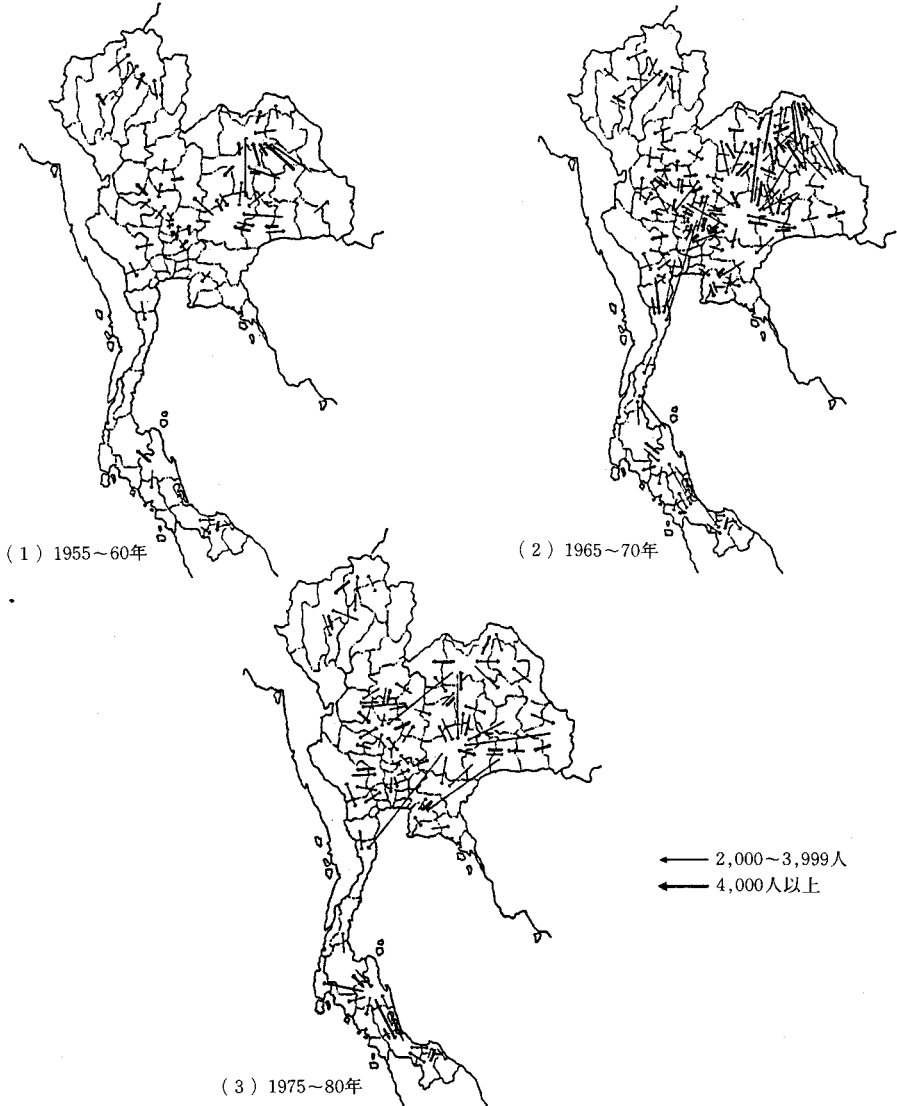 (1) 1955～60年
(2) 1965～70年
2,000～3,999人
4,000人以上
(3) 1975～80年